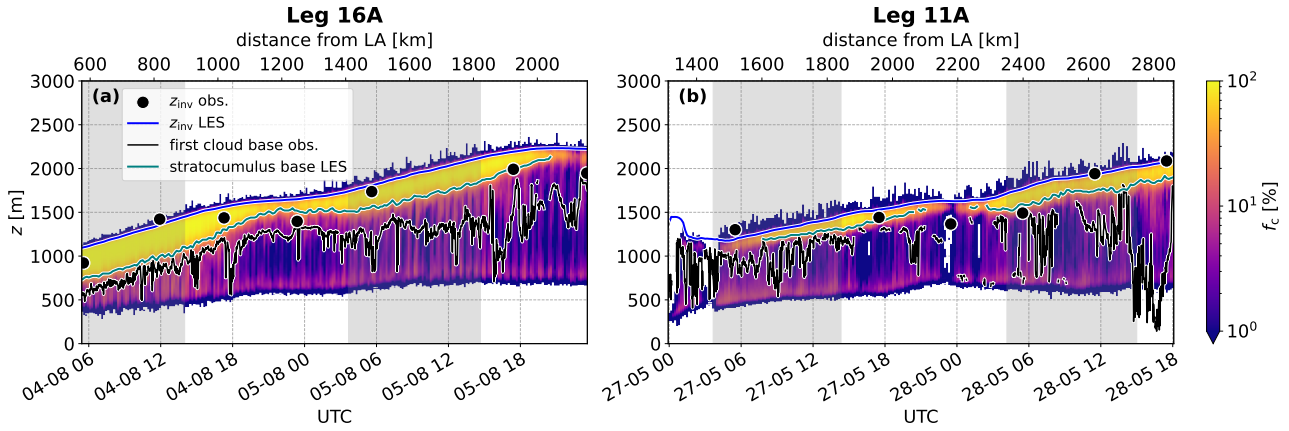 Leg 16A
distance from LA [km]
600 800 1000 1200 1400 1600 1800 2000
(a)
z_inv obs.
z_inv LES
first cloud base obs.
stratocumulus base LES
z [m]
3000
2500
2000
1500
1000
500
0
04-08 06
04-08 12
04-08 18
05-08 00
05-08 06
05-08 12
05-08 18
UTC
Leg 11A
distance from LA [km]
1400 1600 1800 1960 2180 2200 2400 2620 2840
(b)
3000
2500
2000
1500
1000
500
0
27-05 00
27-05 06
27-05 12
27-05 18
28-05 00
28-05 06
28-05 12
28-05 18
UTC
10^2
10^1
10^0
f_c [%]